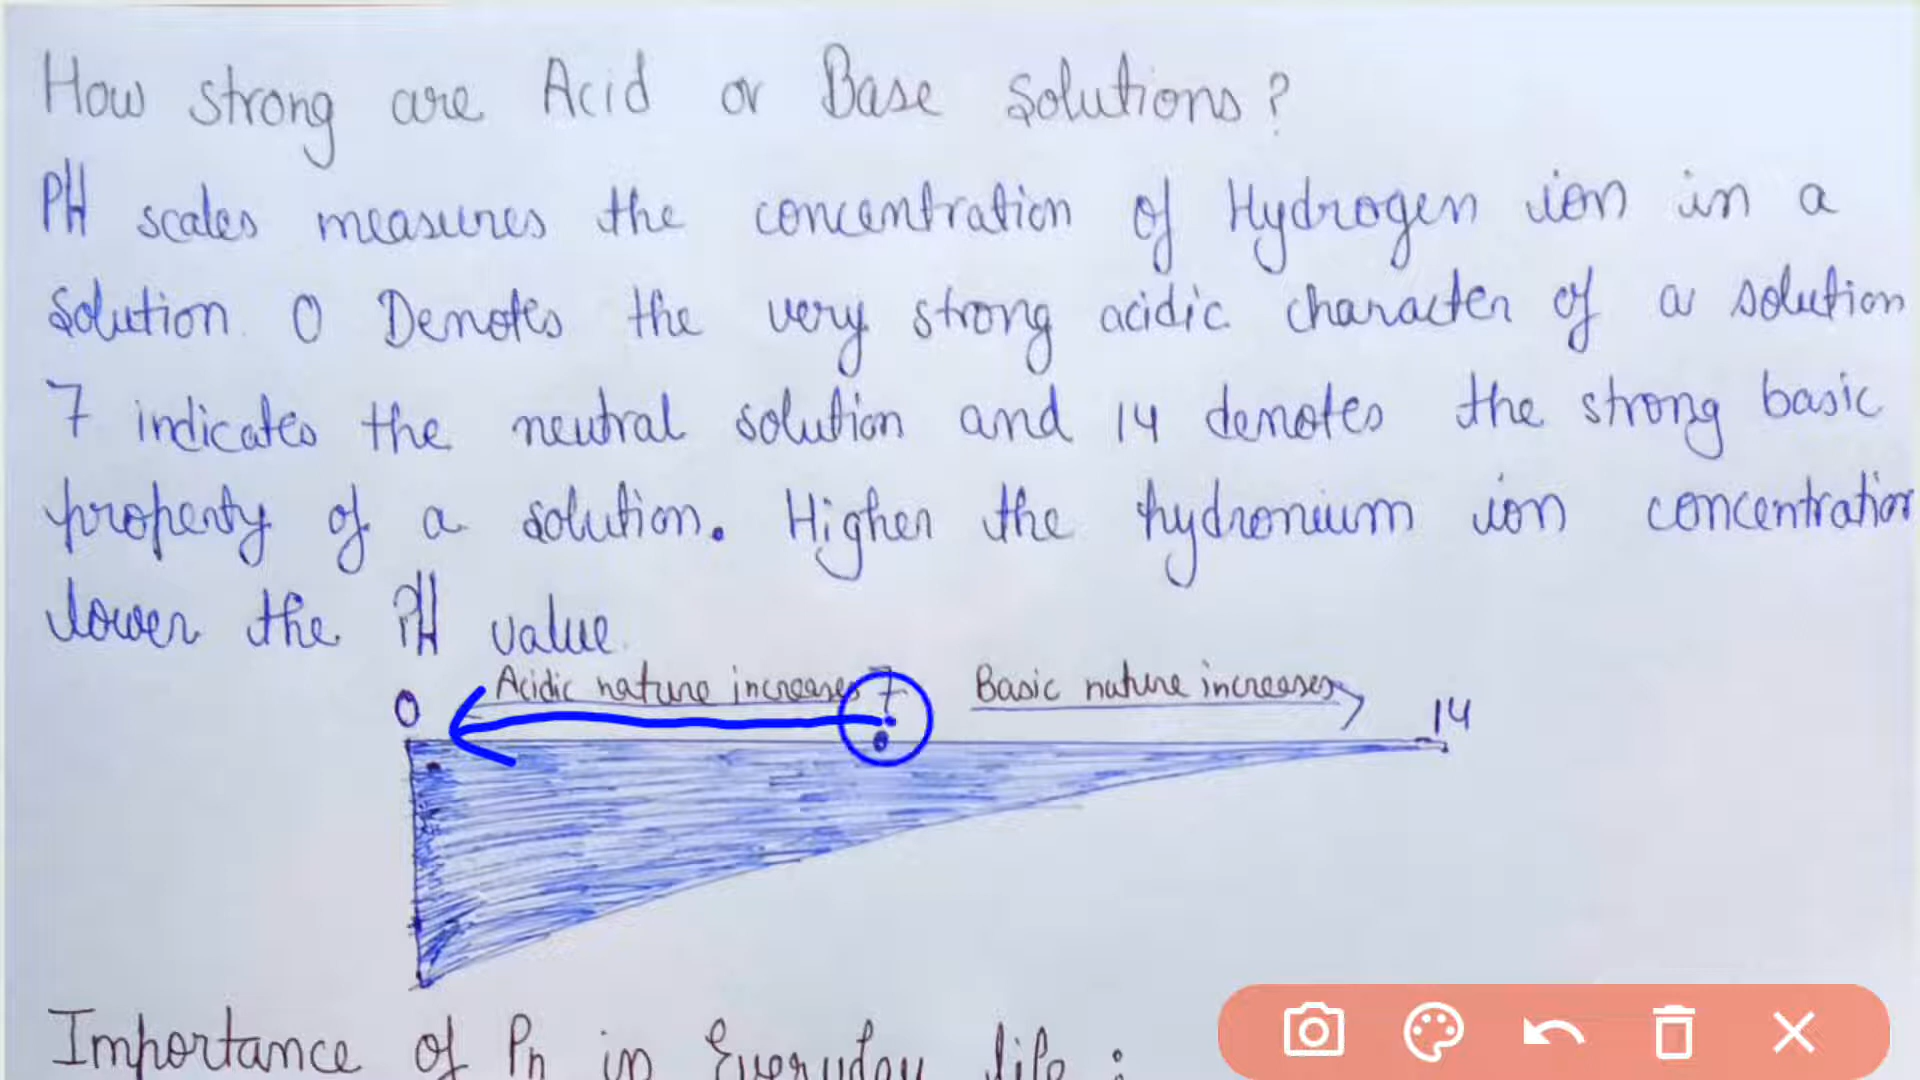 How strong are Acid or Base solutions?
PH scales measures the concentration of Hydrogen ion in a
solution. 0 Denotes the very strong acidic character of a solution
7 indicates the neutral solution and 14 denotes the strong basic
property of a solution. Higher the hydronium ion concentration
lower the PH value.
0 Acidic nature increases 7 Basic nature increases 14
Importance of Ph in Everyday life :